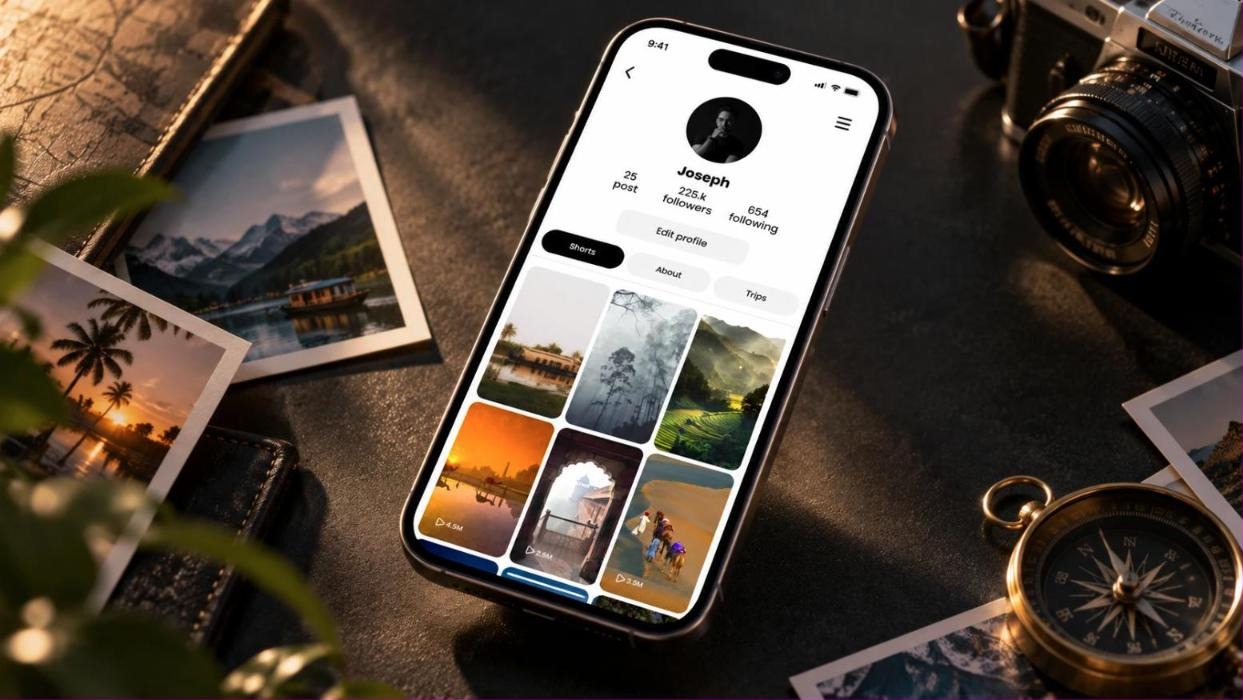 9:41
Joseph
25
post
225.k
followers
654
following
Edit profile
Shorts
About
Trips
4.5M
2.5M
3.5M
N